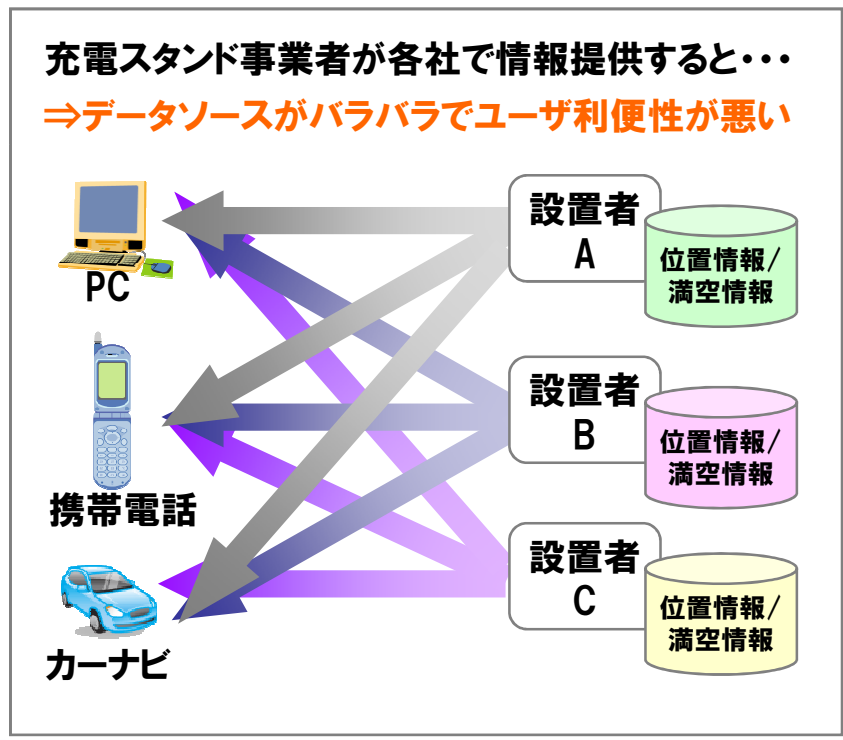 充電スタンド事業者が各社で情報提供すると・・・
⇒データソースがバラバラでユーザ利便性が悪い
PC
携帯電話
カーナビ
設置者
A
位置情報/
満空情報
設置者
B
位置情報/
満空情報
設置者
C
位置情報/
満空情報